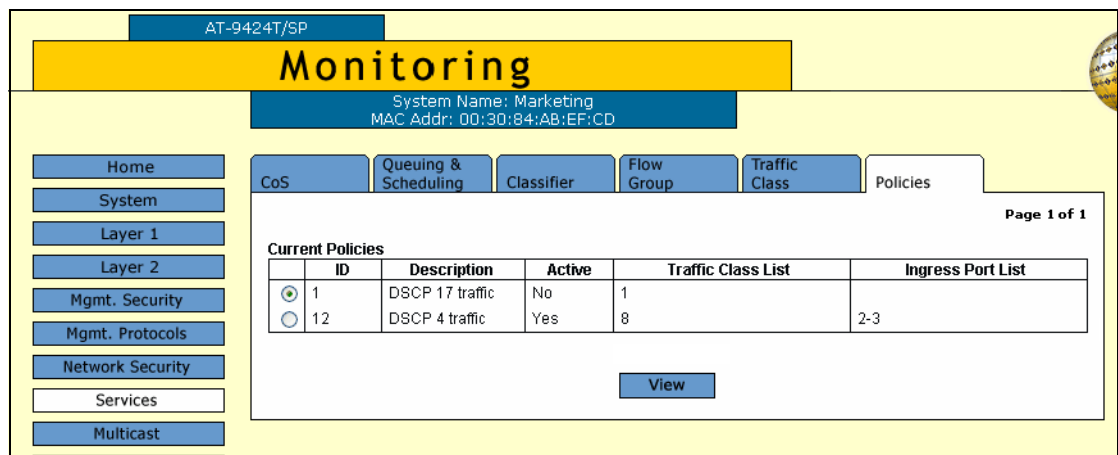 AT-9424T/SP
Monitoring
System Name: Marketing
MAC Addr: 00:30:84:AB:EF:CD
Home
System
Layer 1
Layer 2
Mgmt. Security
Mgmt. Protocols
Network Security
Services
Multicast
CoS
Queuing &
Scheduling
Classifier
Flow
Group
Traffic
Class
Policies
Page 1 of 1
Current Policies
ID Description Active Traffic Class List Ingress Port List
1 DSCP 17 traffic No 1
12 DSCP 4 traffic Yes 8 2-3
View